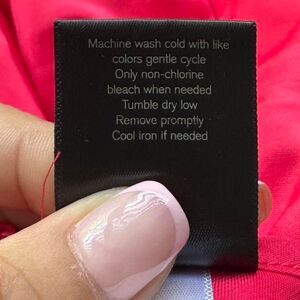 Machine wash cold with like
colors gentle cycle
Only non-chlorine
bleach when needed
Tumble dry low
Remove promptly
Cool iron if needed